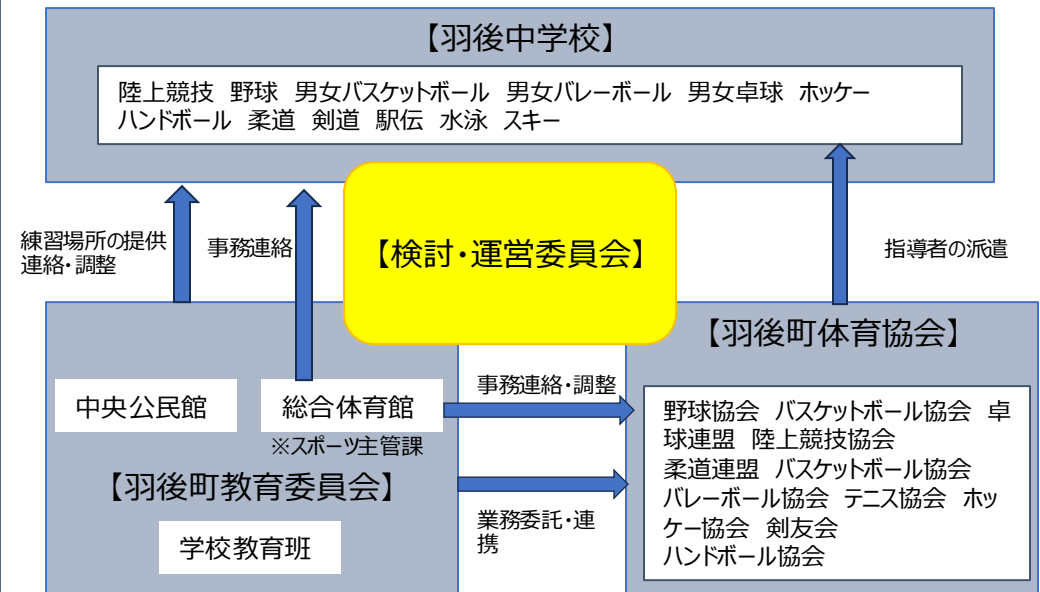 【羽後中学校】
陸上競技 野球 男女バスケットボール 男女バレーボール 男女卓球 ホッケー
ハンドボール 柔道 剣道 駅伝 水泳 スキー
練習場所の提供
連絡・調整
事務連絡
【検討・運営委員会】
指導者の派遣
【羽後町体育協会】
中央公民館
総合体育館
※スポーツ主管課
【羽後町教育委員会】
学校教育班
事務連絡・調整
業務委託・連
携
野球協会 バスケットボール協会 卓
球連盟 陸上競技協会
柔道連盟 バスケットボール協会
バレーボール協会 テニス協会 ホッ
ケー協会 剣友会
ハンドボール協会